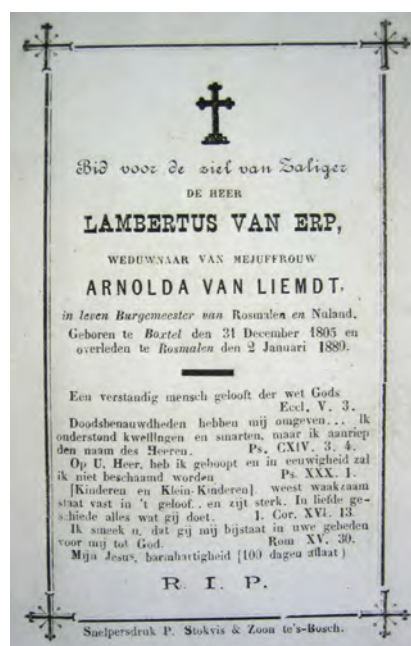 Bid voor de ziel van Zaliger
DE HEER
LAMBERTUS VAN ERP,
WEDUWNAAR VAN MEJUFFROUW
ARNOLDA VAN LIEMDT,
in leven Burgemeester van Rosmalen en Nuland,
Geboren te Boxtel den 31 December 1805 en
overleden te Rosmalen den 2 Januari 1889.
Een verstandig mensch gelooft der wet Gods
Eccl. V. 3.
Doodsbenauwdheden hebben mij omgeven... Ik
onderstond kwellingen en smarten, maar ik aanriep
den naam des Heeren. Ps. CXIV. 3. 4.
Op U. Heer, heb ik gehoopt en in eeuwigheid zal
ik niet beschaamd worden Ps. XXX. 1.
[Kinderen en Klein-Kinderen]. weest waakzaam
staat vast in 't geloof.. en zijt sterk. In liefde ge-
schiede alles wat gij doet. 1. Cor. XVI. 13.
Ik smeek u, dat gij mij bijstaat in uwe gebeden
voor mij tot God. Rom XV. 30.
Mijn Jesus, barmhartigheid [100 dagen aflaat)
R. I. P.
Snelpersdruk P. Stokvis & Zoon te's-Bosch.